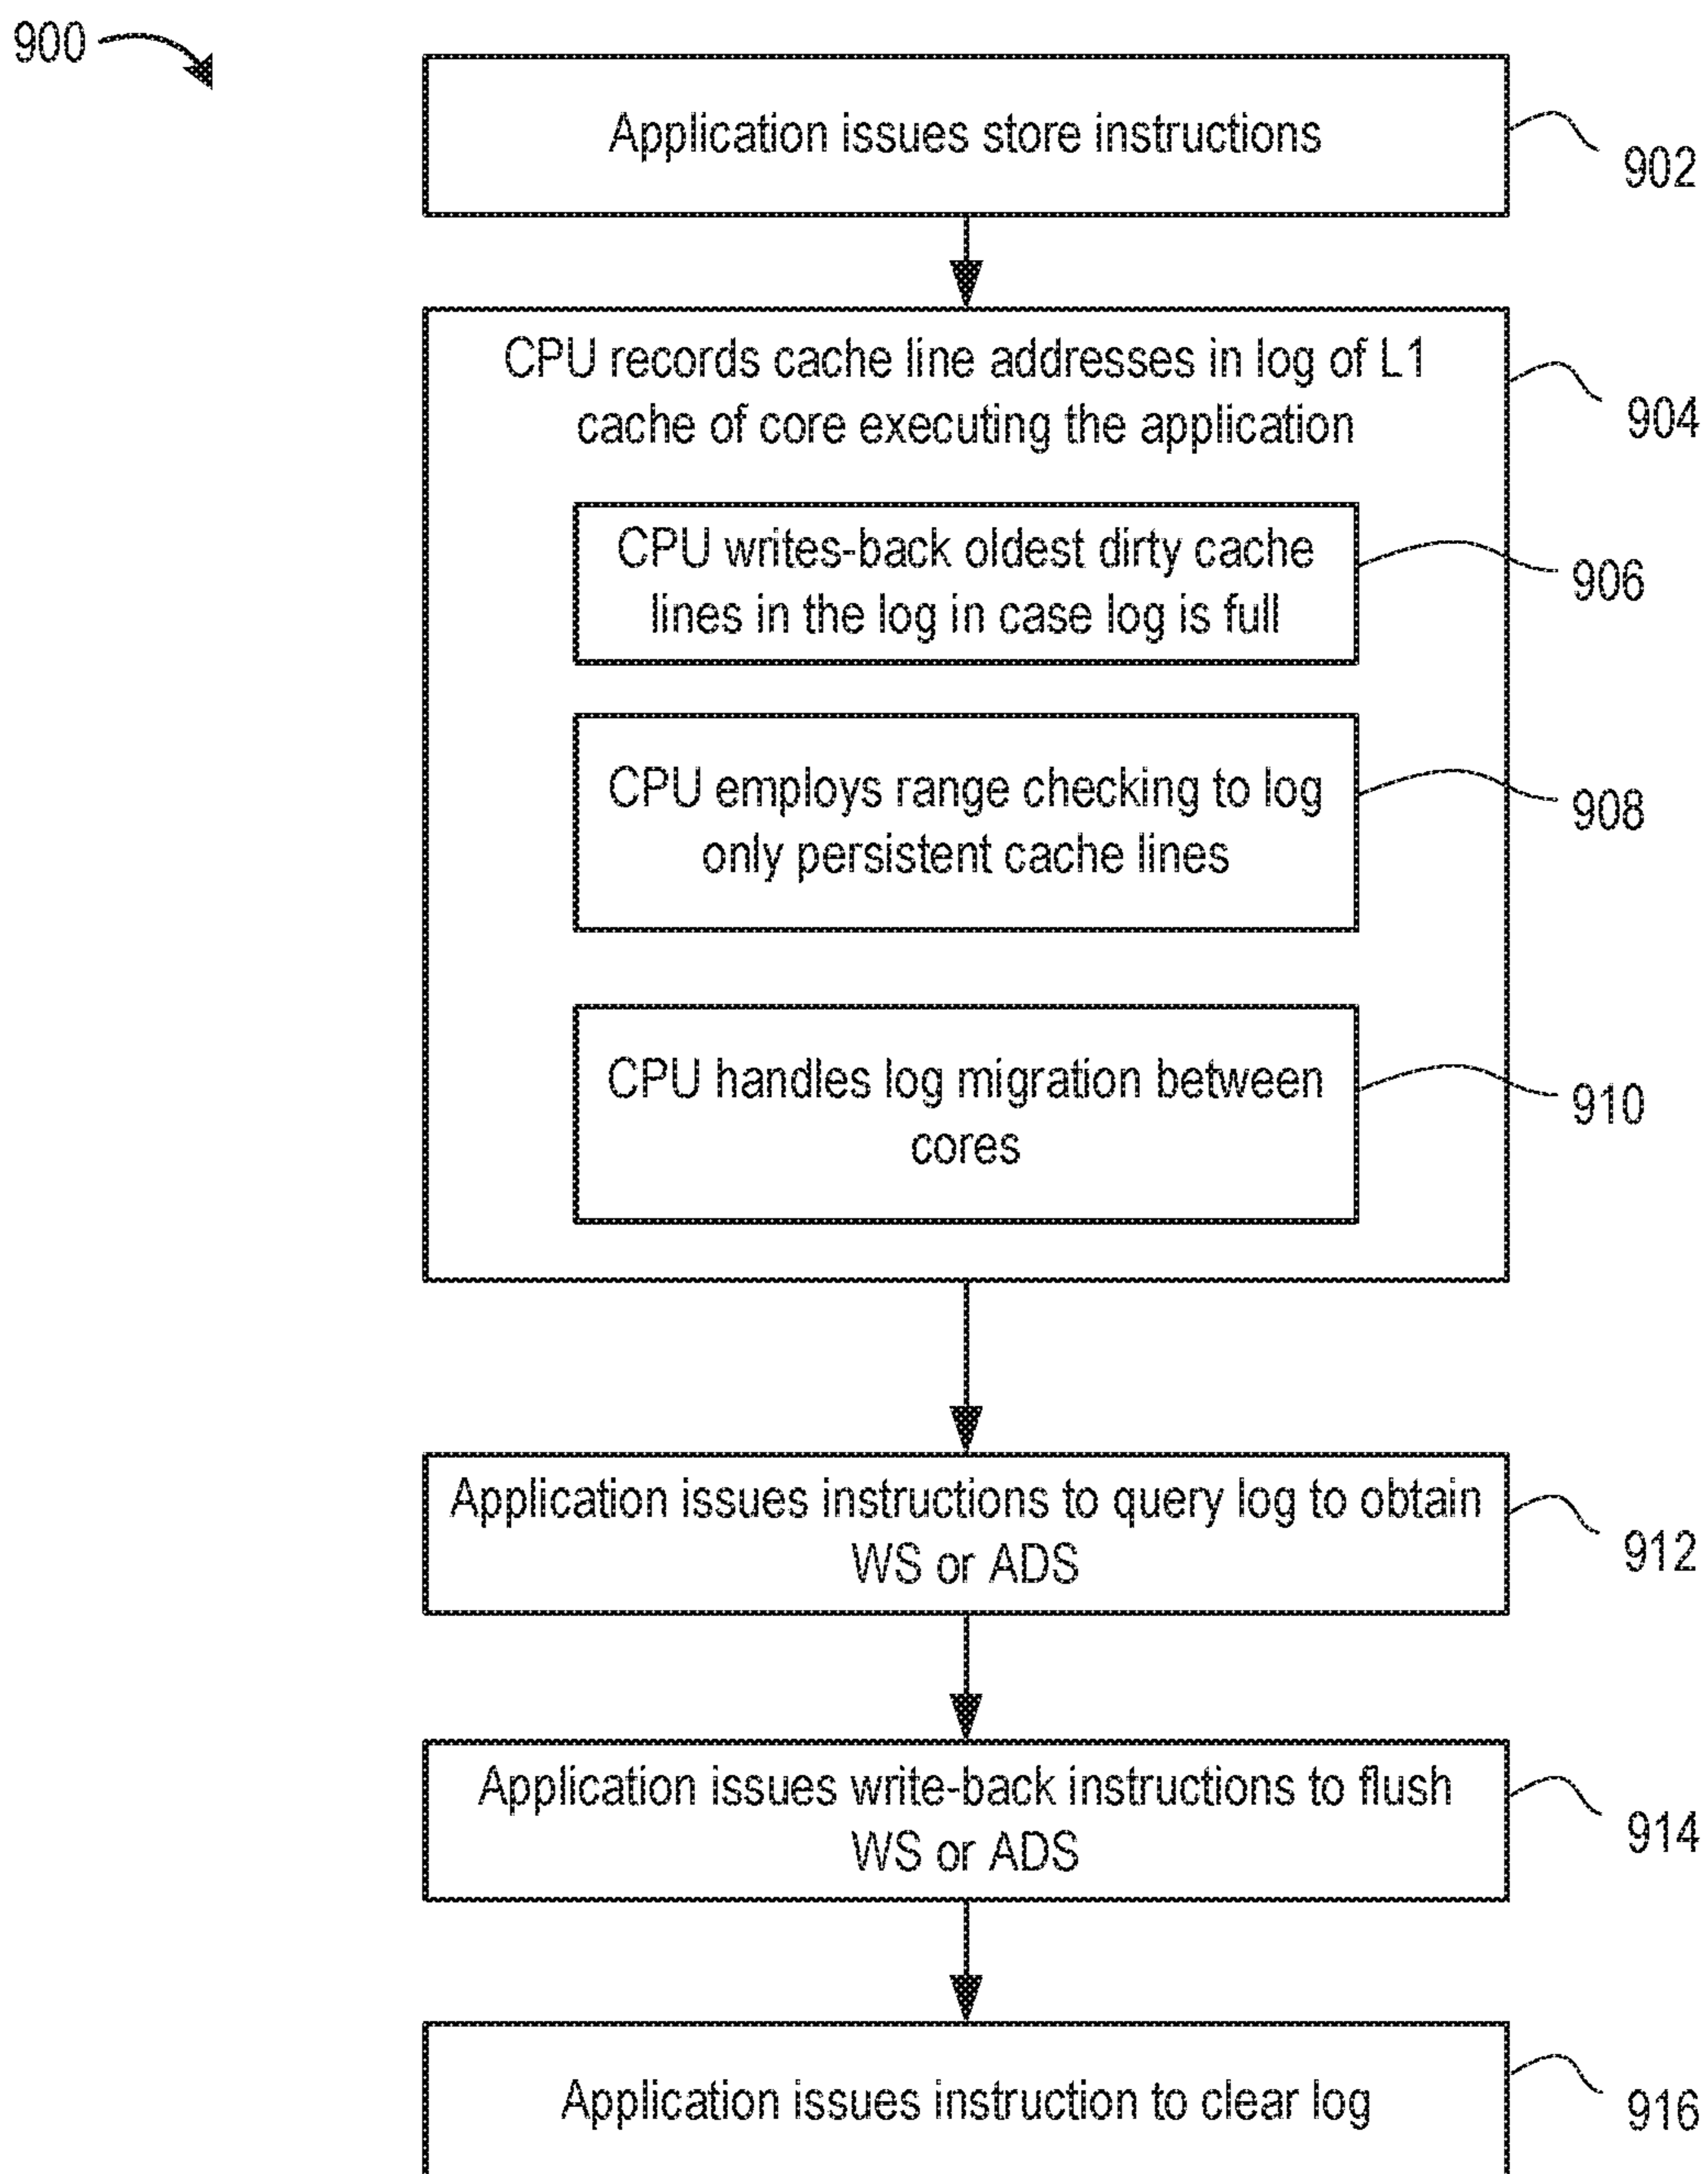 900
Application issues store instructions
902
CPU records cache line addresses in log of L1
cache of core executing the application
904
CPU writes-back oldest dirty cache
lines in the log in case log is full
906
CPU employs range checking to log
only persistent cache lines
908
CPU handles log migration between
cores
910
Application issues instructions to query log to obtain
WS or ADS
912
Application issues write-back instructions to flush
WS or ADS
914
Application issues instruction to clear log
916